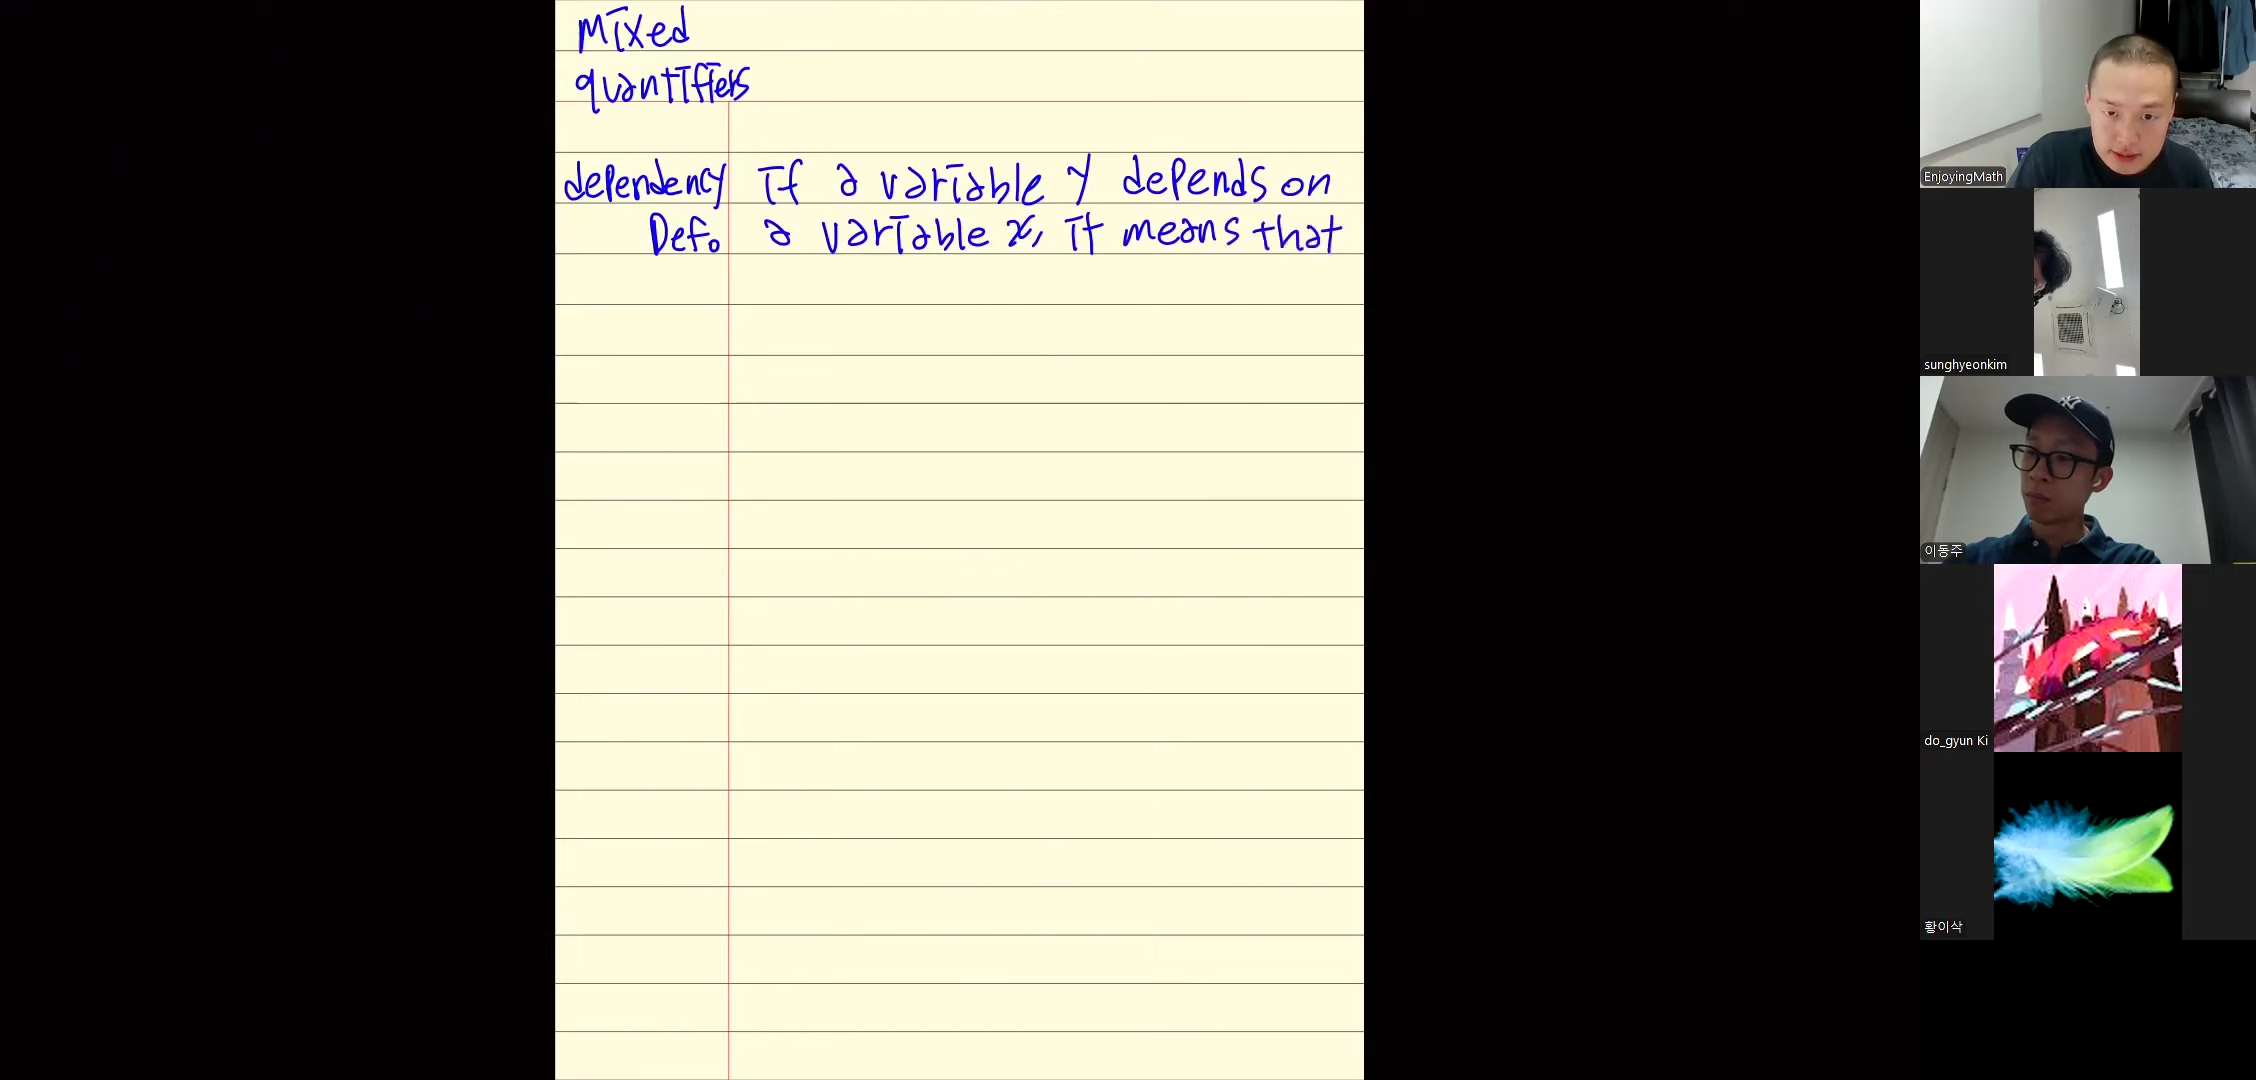 mixed
quantifiers
dependency if a variable y depends on
Def. a variable x, it means that
EnjoyingMath
sunghyeonkim
이동주
do_gyun Ki
황이삭